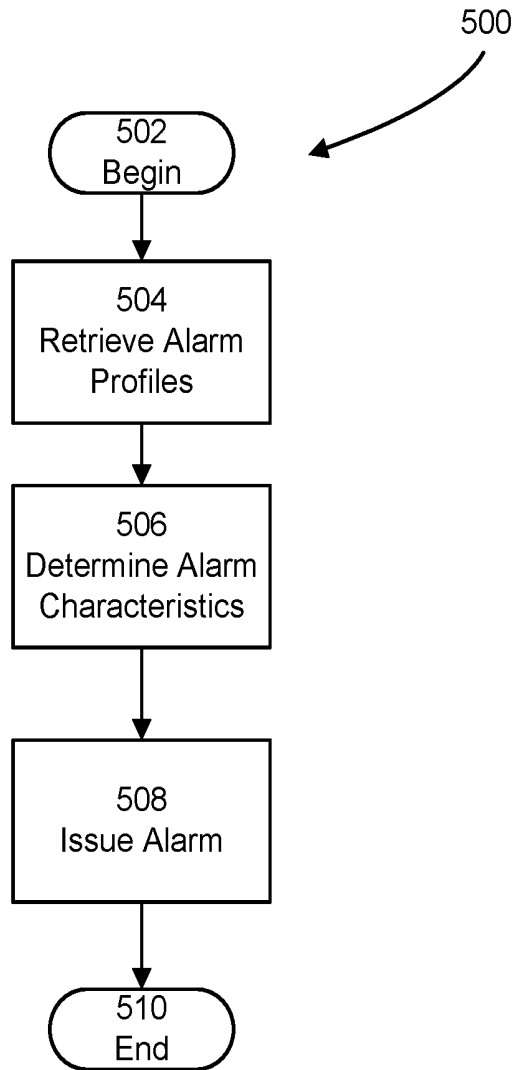 500
502
Begin
504
Retrieve Alarm
Profiles
506
Determine Alarm
Characteristics
508
Issue Alarm
510
End